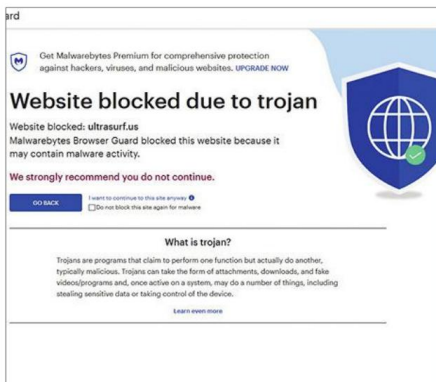 ard
Get Malwarebytes Premium for comprehensive protection
against hackers, viruses, and malicious websites. UPGRADE NOW
Website blocked due to trojan
Website blocked: ultrasurf.us
Malwarebytes Browser Guard blocked this website because it
may contain malware activity.
We strongly recommend you do not continue.
GO BACK
I want to continue to this site anyway
Do not block this site again for malware
What is trojan?
Trojans are programs that claim to perform one function but actually do another,
typically malicious. Trojans can take the form of attachments, downloads, and fake
videos/programs and, once active on a system, may do a number of things, including
stealing sensitive data or taking control of the device.
Learn even more